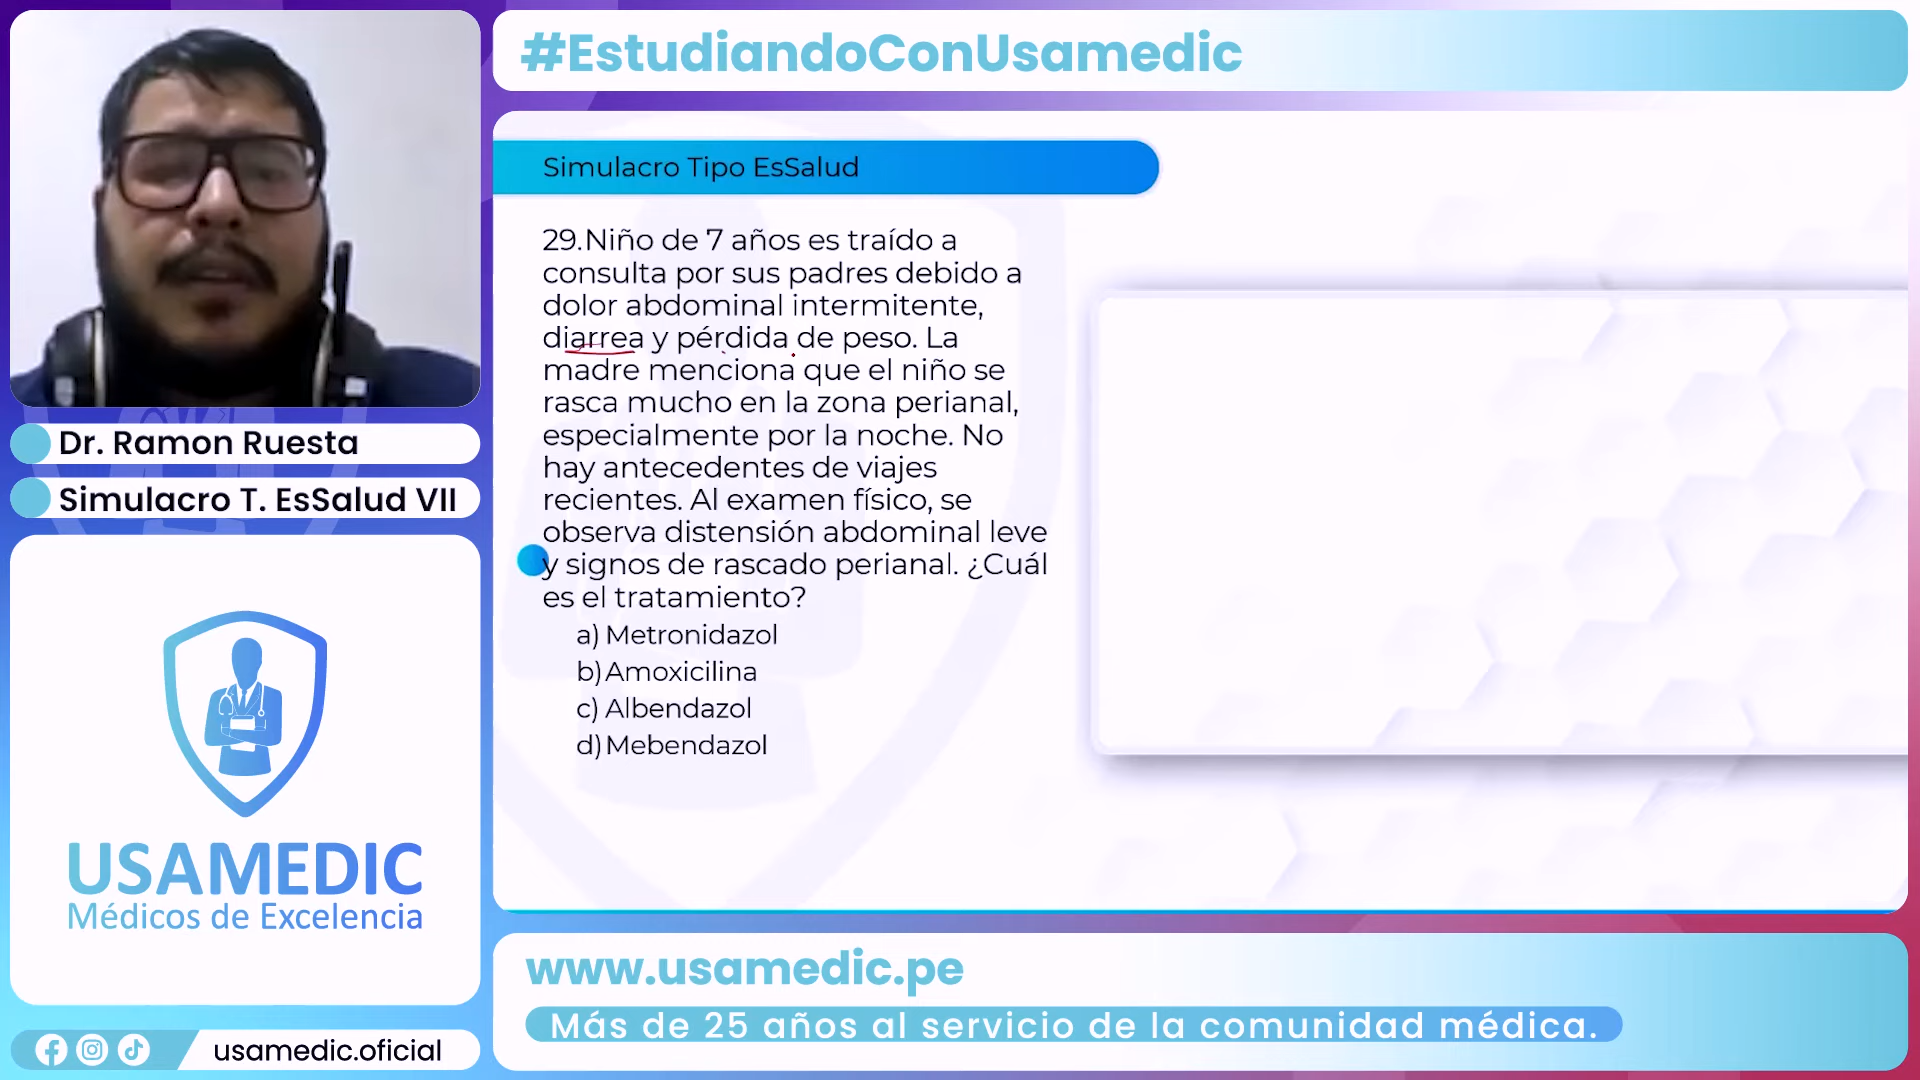 #EstudiandoConUsamedic
Simulacro Tipo EsSalud
29.Niño de 7 años es traído a
consulta por sus padres debido a
dolor abdominal intermitente,
diarrea y pérdida de peso. La
madre menciona que el niño se
rasca mucho en la zona perianal,
especialmente por la noche. No
hay antecedentes de viajes
recientes. Al examen físico, se
observa distensión abdominal leve
y signos de rascado perianal. ¿Cuál
es el tratamiento?
a) Metronidazol
b) Amoxicilina
c) Albendazol
d) Mebendazol
Dr. Ramon Ruesta
Simulacro T. EsSalud VII
USAMEDIC
Médicos de Excelencia
usamedic.oficial
www.usamedic.pe
Más de 25 años al servicio de la comunidad médica.